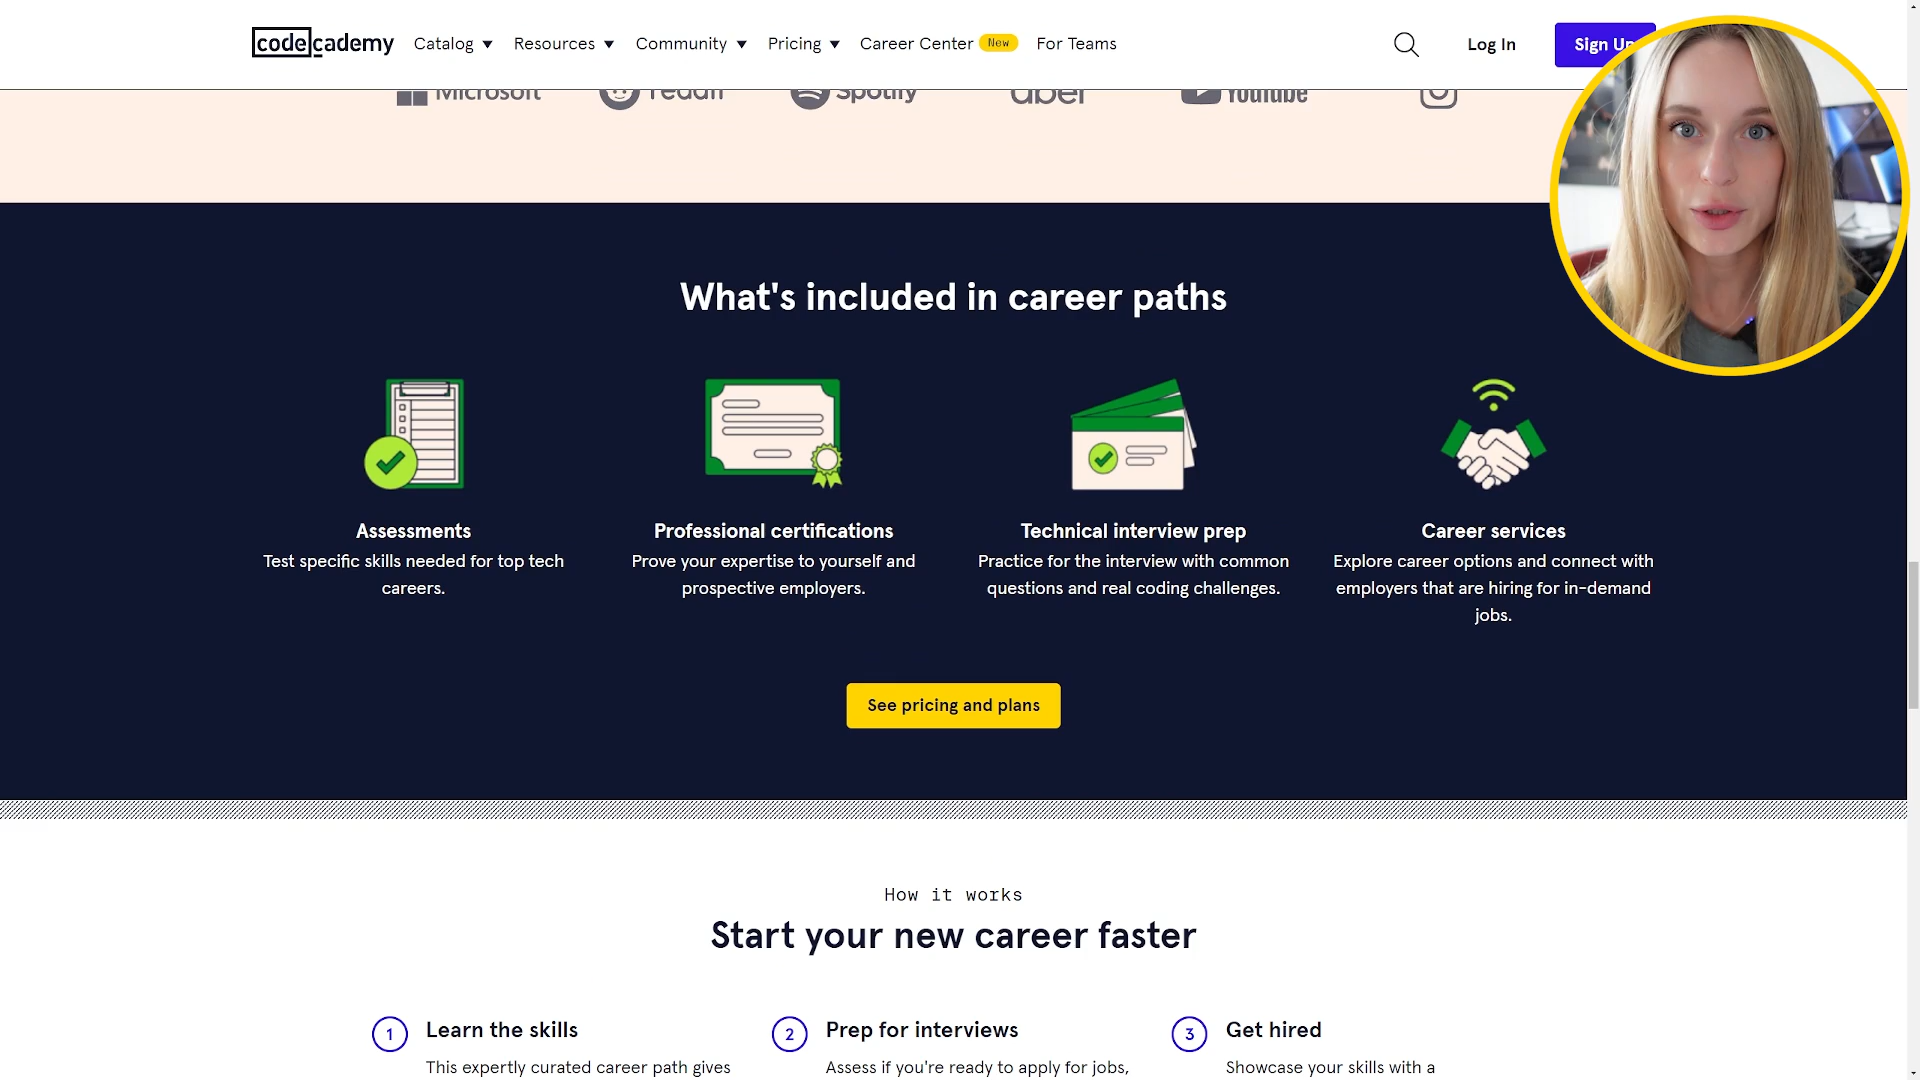 codecademy Catalog Resources Community Pricing Career Center New For Teams Log In Sign Up
Microsoft reddit Spotify uber YouTube
What's included in career paths
Assessments
Test specific skills needed for top tech
careers.
Professional certifications
Prove your expertise to yourself and
prospective employers.
Technical interview prep
Practice for the interview with common
questions and real coding challenges.
Career services
Explore career options and connect with
employers that are hiring for in-demand
jobs.
See pricing and plans
How it works
Start your new career faster
1 Learn the skills
This expertly curated career path gives
2 Prep for interviews
Assess if you're ready to apply for jobs,
3 Get hired
Showcase your skills with a